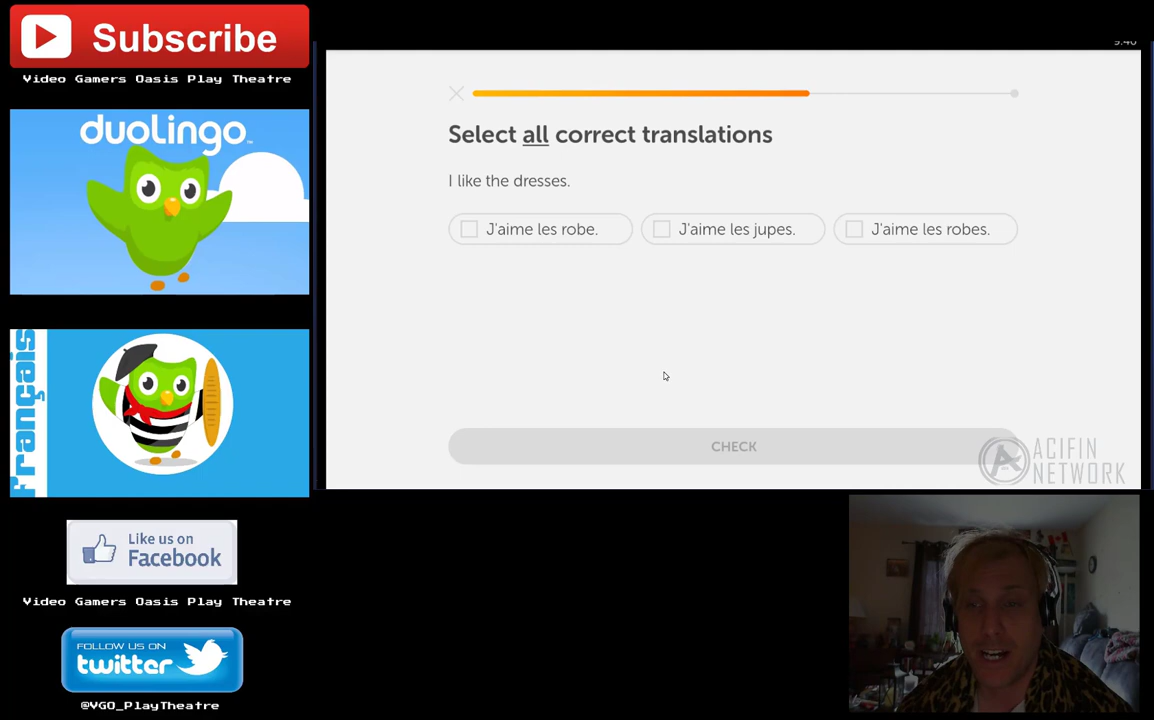 Subscribe
Video Gamers Oasis Play Theatre
duolingo
Français
Like us on
Facebook
Video Gamers Oasis Play Theatre
FOLLOW US ON
twitter
@VGO_PlayTheatre
Select all correct translations
I like the dresses.
J'aime les robe.
J'aime les jupes.
J'aime les robes.
CHECK
ACIFIN
NETWORK